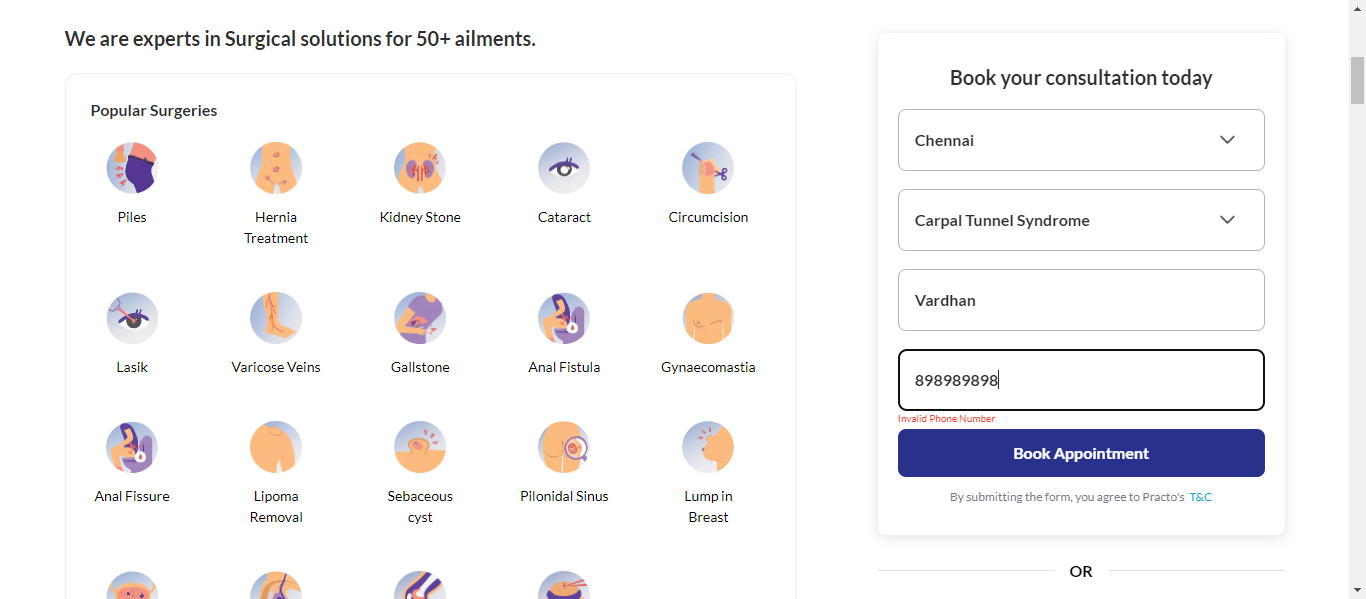 We are experts in Surgical solutions for 50+ ailments.
Popular Surgeries
Piles
Hernia
Treatment
Kidney Stone
Cataract
Circumcision
Lasik
Varicose Veins
Gallstone
Anal Fistula
Gynaecomastia
Anal Fissure
Lipoma
Removal
Sebaceous
cyst
Pilonidal Sinus
Lump in
Breast
Book your consultation today
Chennai
Carpal Tunnel Syndrome
Vardhan
898989898
Invalid Phone Number
Book Appointment
By submitting the form, you agree to Practo's T&C
OR